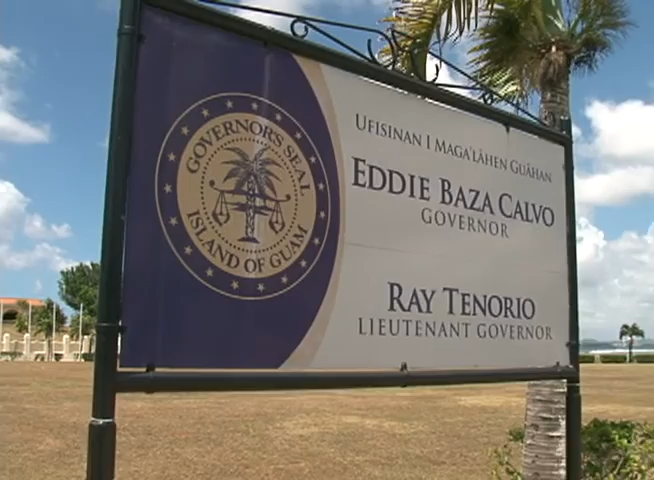 GOVERNOR'S SEAL
ISLAND OF GUAM
UFISINAN I MAGA'LÅHEN GUÅHAN
EDDIE BAZA CALVO
GOVERNOR
RAY TENORIO
LIEUTENANT GOVERNOR